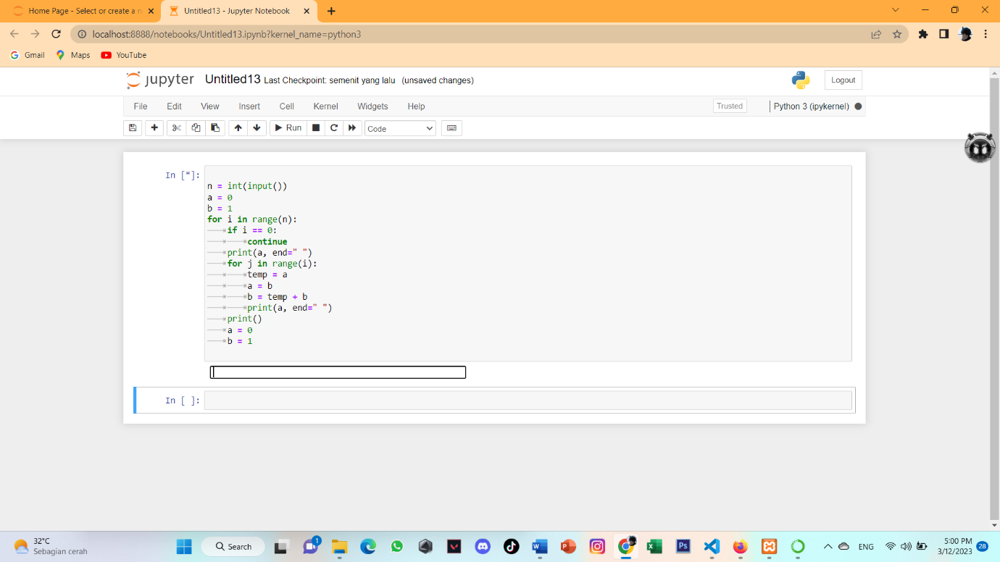 Home Page - Select or create a n
Untitled13 - Jupyter Notebook
localhost:8888/notebooks/Untitled13.ipynb?kernel_name=python3
Gmail Maps YouTube
jupyter Untitled13 Last Checkpoint: semenit yang lalu (unsaved changes) Logout
File Edit View Insert Cell Kernel Widgets Help Trusted Python 3 (ipykernel)
Run Code
In [*]:
n = int(input())
a = 0
b = 1
for i in range(n):
if i == 0:
continue
print(a, end=" ")
for j in range(i):
temp = a
a = b
b = temp + b
print(a, end=" ")
print()
a = 0
b = 1
In [ ]:
32°C
Sebagian cerah
Search
1
Ps
ENG
5:00 PM
3/12/2023
28